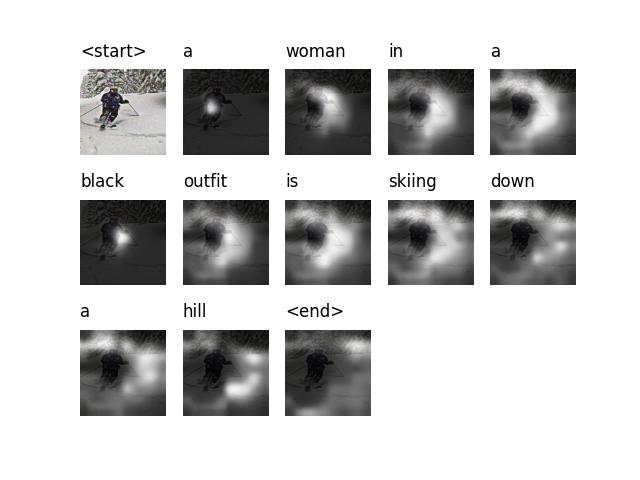 <start> a woman in a
black outfit is skiing down
a hill <end>